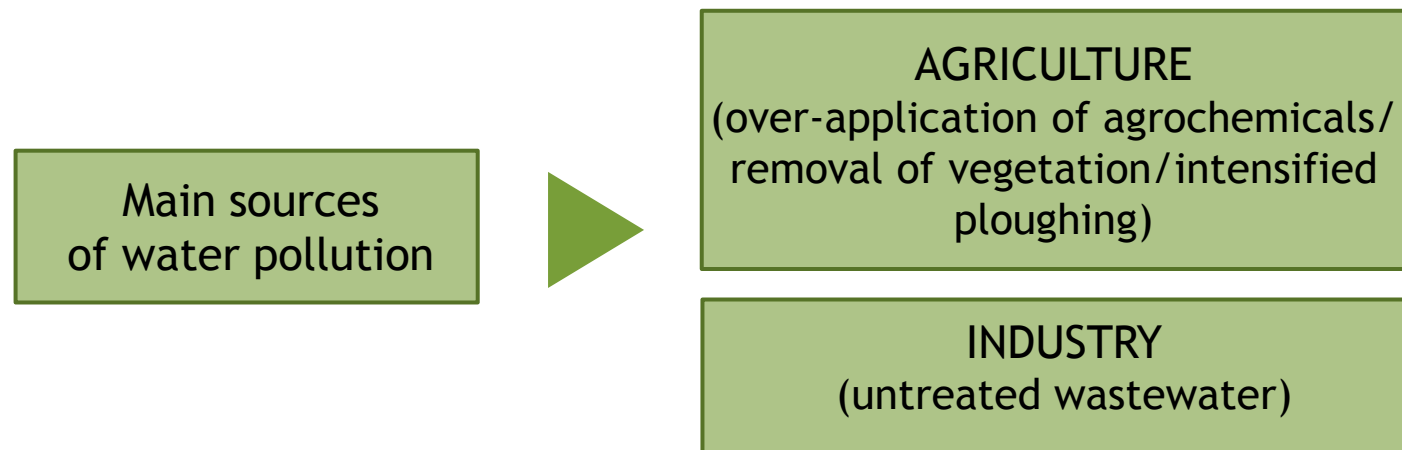 Main sources
of water pollution
AGRICULTURE
(over-application of agrochemicals/
removal of vegetation/intensified
ploughing)
INDUSTRY
(untreated wastewater)